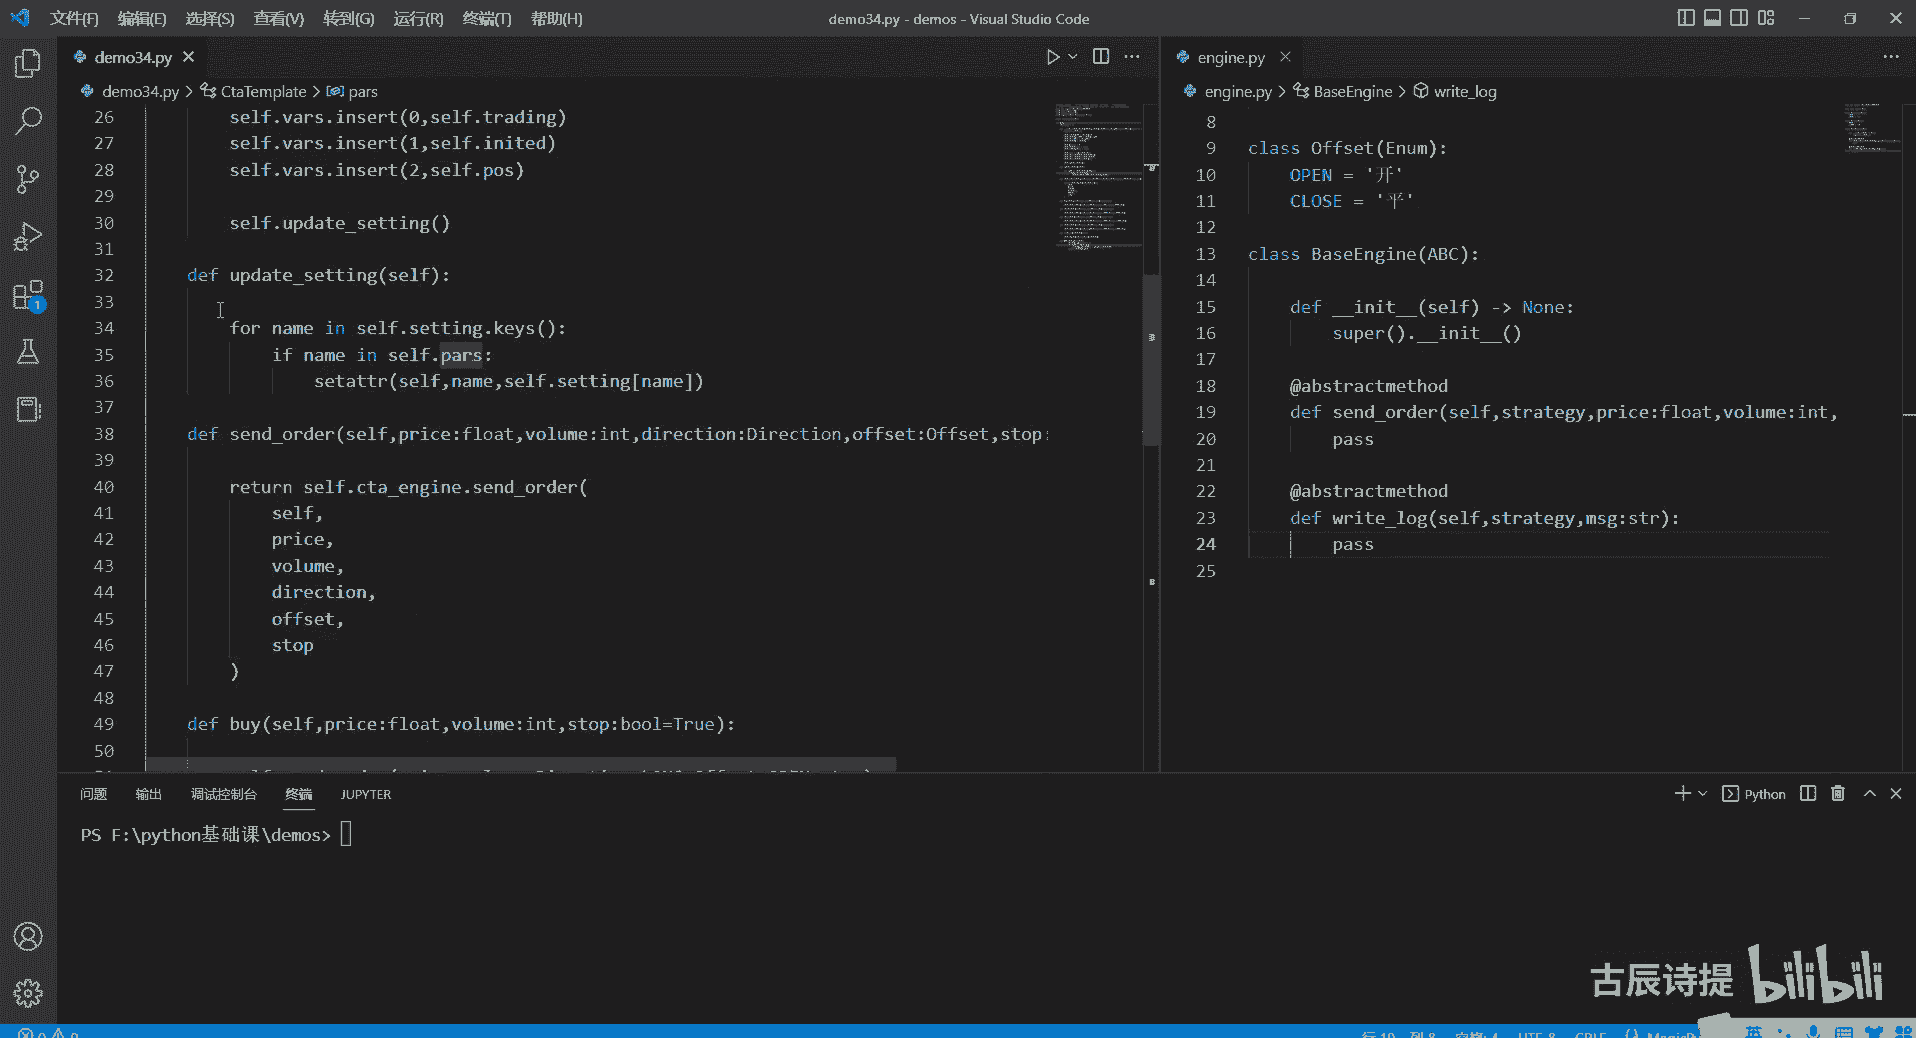 文件(F) 编辑(E) 选择(S) 查看(V) 转到(G) 运行(R) 终端(T) 帮助(H) demo34.py - demos - Visual Studio Code
demo34.py
demo34.py > CtaTemplate > pars
26 self.vars.insert(0,self.trading)
27 self.vars.insert(1,self.inited)
28 self.vars.insert(2,self.pos)
29
30 self.update_setting()
31
32 def update_setting(self):
33
34 for name in self.setting.keys():
35 if name in self.pars:
36 setattr(self,name,self.setting[name])
37
38 def send_order(self,price:float,volume:int,direction:Direction,offset:Offset,stop:
39
40 return self.cta_engine.send_order(
41 self,
42 price,
43 volume,
44 direction,
45 offset,
46 stop
47 )
48
49 def buy(self,price:float,volume:int,stop:bool=True):
50
engine.py
engine.py > BaseEngine > write_log
8
9 class Offset(Enum):
10 OPEN = '开'
11 CLOSE = '平'
12
13 class BaseEngine(ABC):
14
15 def __init__(self) -> None:
16 super().__init__()
17
18 @abstractmethod
19 def send_order(self,strategy,price:float,volume:int,
20 pass
21
22 @abstractmethod
23 def write_log(self,strategy,msg:str):
24 pass
25
1
问题 输出 调试控制台 终端 JUPYTER
Python
PS F:\python基础课\demos>
古辰诗提 bilibili
英